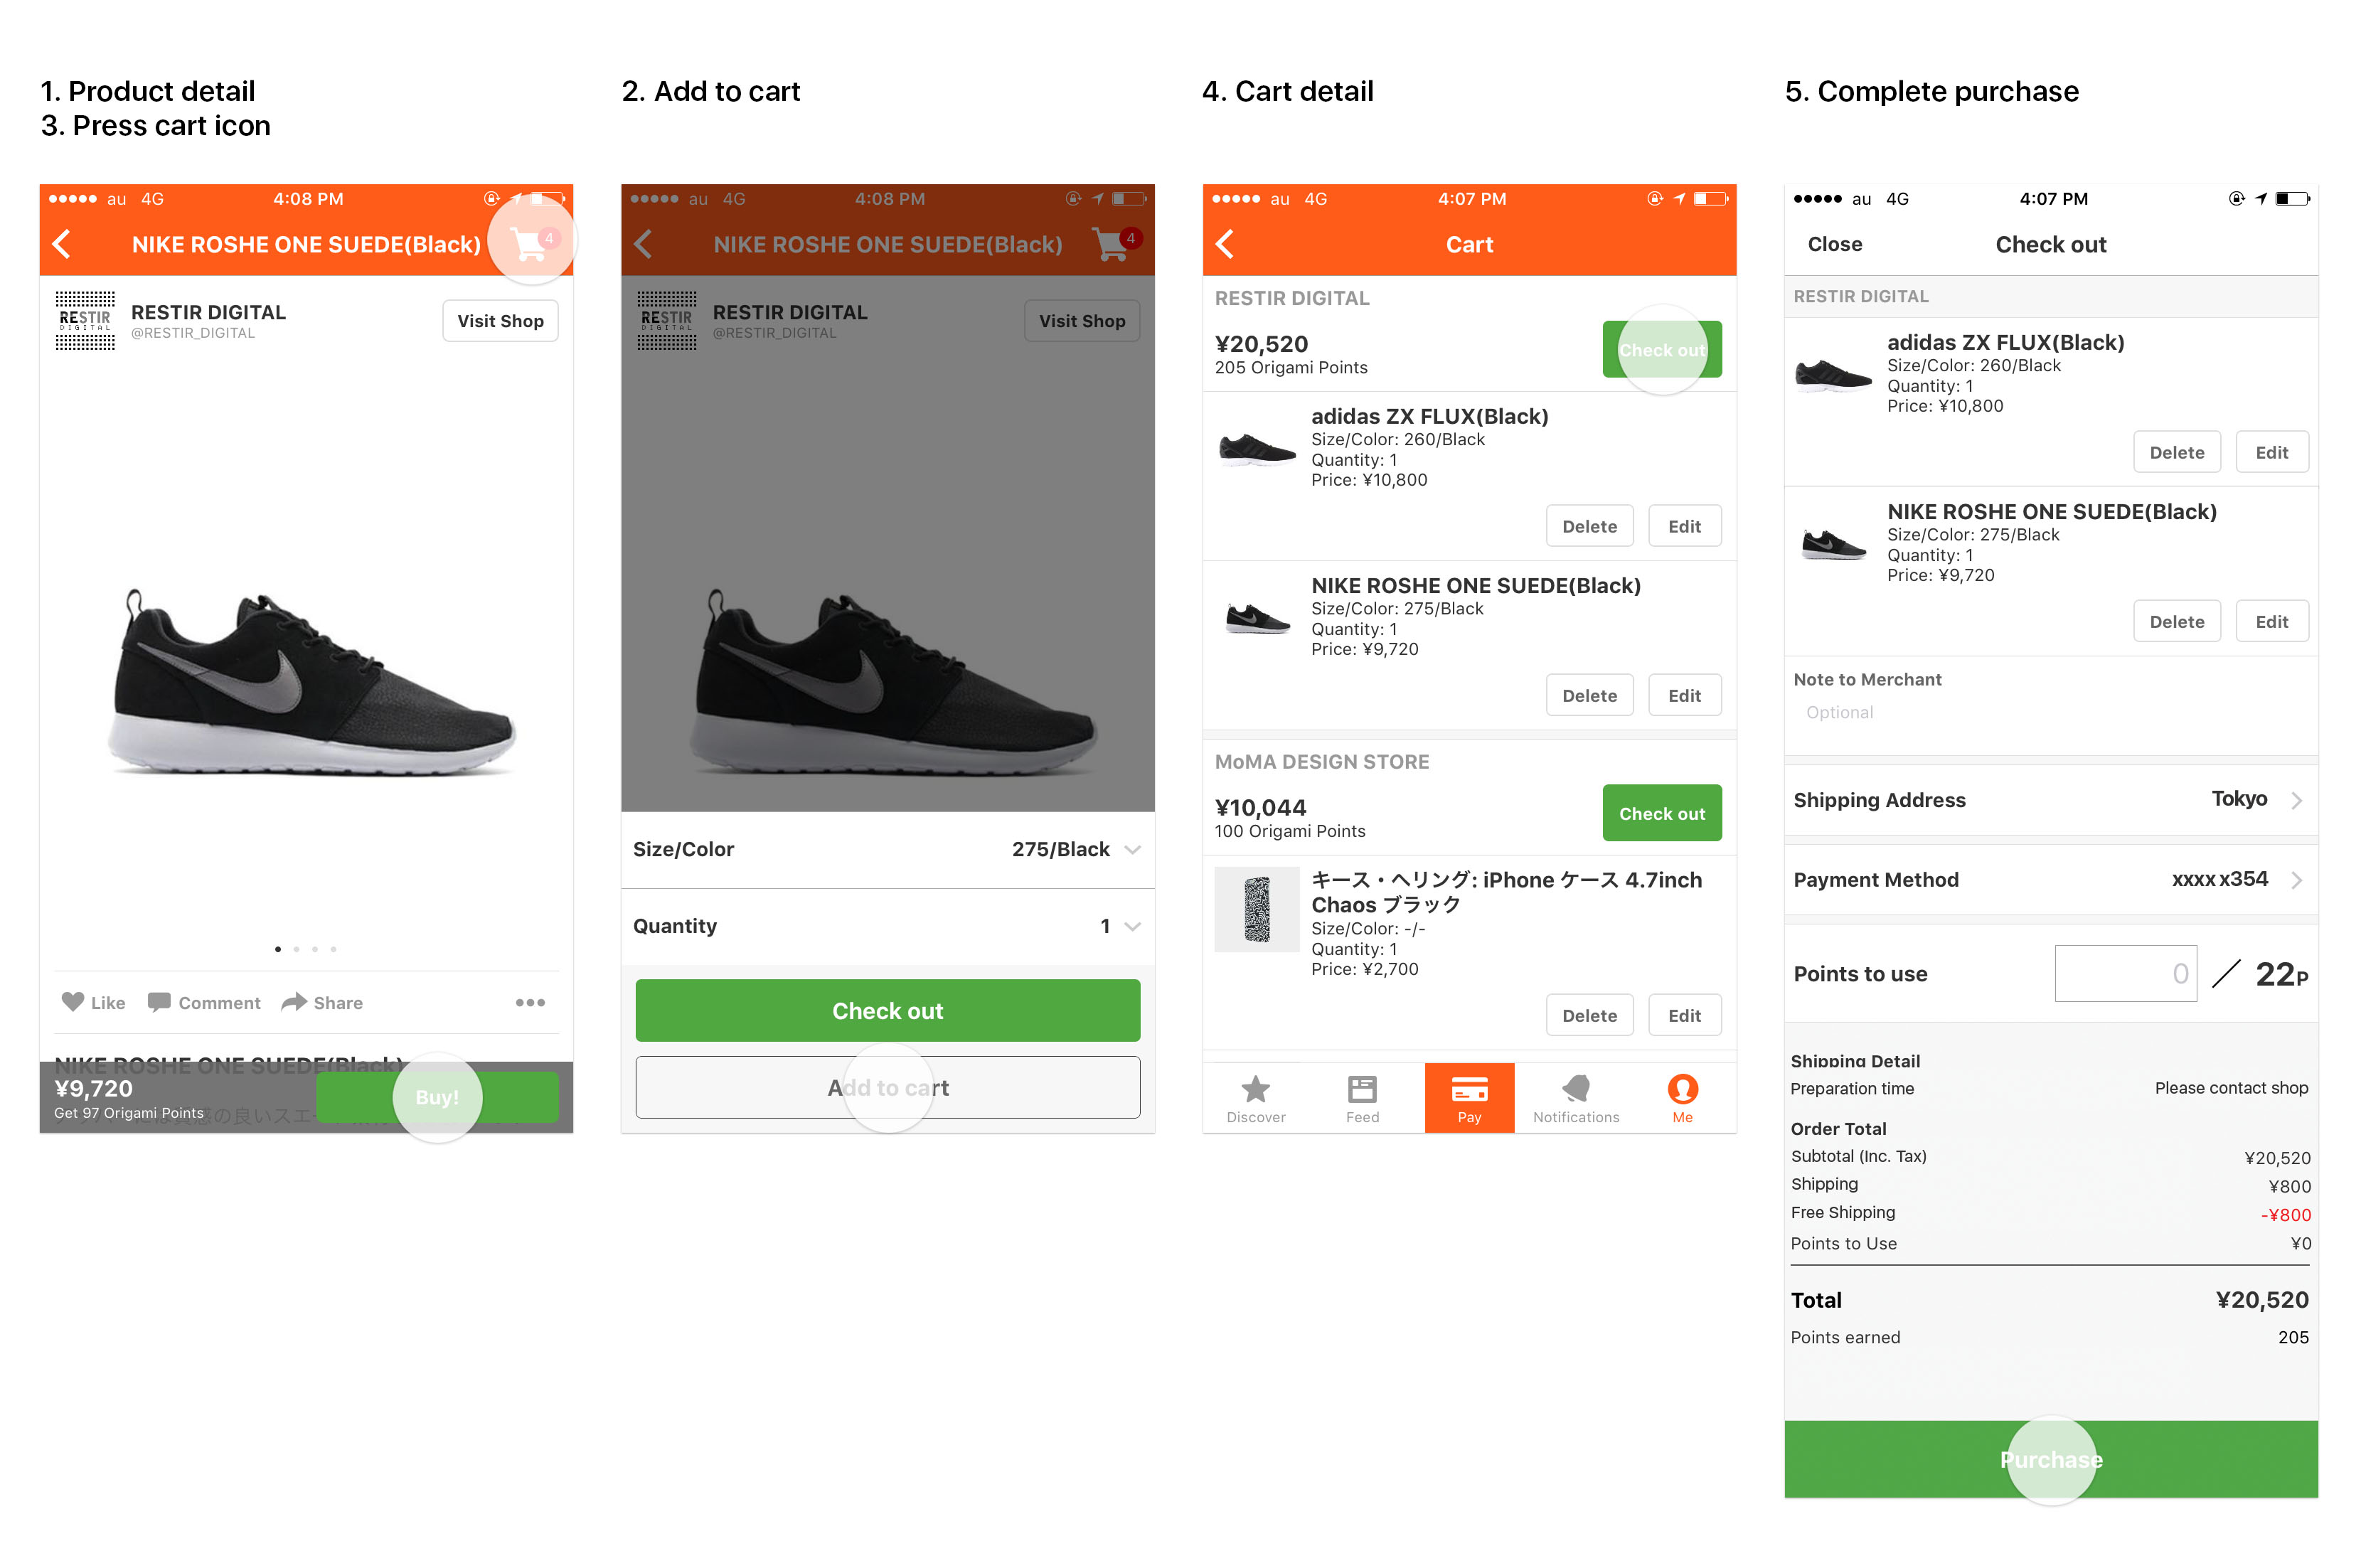 1. Product detail
3. Press cart icon
au 4G 4:08 PM
NIKE ROSHE ONE SUEDE(Black) 4
RESTIR DIGITAL
RESTIR DIGITAL
@RESTIR_DIGITAL
Visit Shop
Like Comment Share
NIKE ROSHE ONE SUEDE(Black)
¥9,720
Get 97 Origami Points
Buy!
2. Add to cart
au 4G 4:08 PM
NIKE ROSHE ONE SUEDE(Black) 4
RESTIR DIGITAL
RESTIR DIGITAL
@RESTIR_DIGITAL
Visit Shop
Size/Color 275/Black
Quantity 1
Check out
Add to cart
4. Cart detail
au 4G 4:07 PM
Cart
RESTIR DIGITAL
¥20,520
205 Origami Points
Check out
adidas ZX FLUX(Black)
Size/Color: 260/Black
Quantity: 1
Price: ¥10,800
Delete Edit
NIKE ROSHE ONE SUEDE(Black)
Size/Color: 275/Black
Quantity: 1
Price: ¥9,720
Delete Edit
MoMA DESIGN STORE
¥10,044
100 Origami Points
Check out
キース・ヘリング: iPhone ケース 4.7inch
Chaos ブラック
Size/Color: -/-
Quantity: 1
Price: ¥2,700
Delete Edit
Discover Feed Pay Notifications Me
5. Complete purchase
au 4G 4:07 PM
Close Check out
RESTIR DIGITAL
adidas ZX FLUX(Black)
Size/Color: 260/Black
Quantity: 1
Price: ¥10,800
Delete Edit
NIKE ROSHE ONE SUEDE(Black)
Size/Color: 275/Black
Quantity: 1
Price: ¥9,720
Delete Edit
Note to Merchant
Optional
Shipping Address Tokyo
Payment Method xxxx x354
Points to use 0 / 22P
Shipping Detail
Preparation time Please contact shop
Order Total
Subtotal (Inc. Tax) ¥20,520
Shipping ¥800
Free Shipping -¥800
Points to Use ¥0
Total ¥20,520
Points earned 205
Purchase